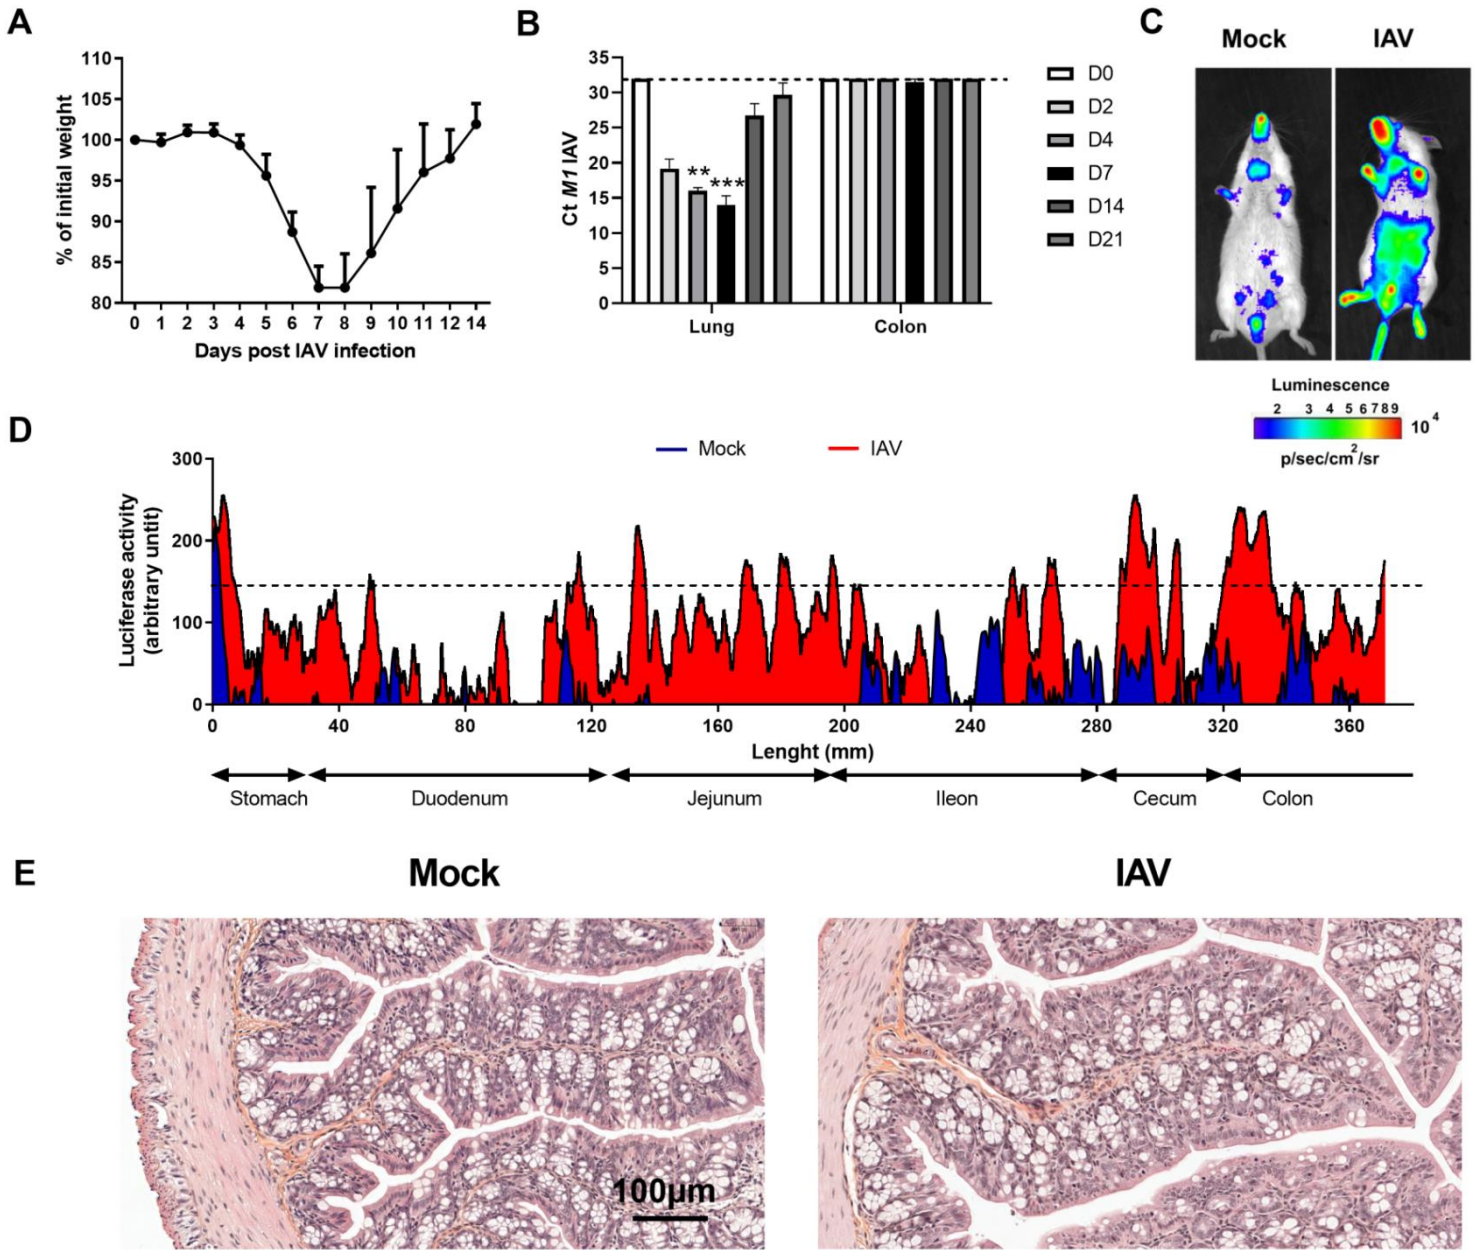 A
110
105
100
95
90
85
80
% of initial weight
0 1 2 3 4 5 6 7 8 9 10 11 12 14
Days post IAV infection
B
35
30
25
20
15
10
5
0
Ct M1 IAV
** ***
Lung Colon
D0
D2
D4
D7
D14
D21
C
Mock IAV
Luminescence
2 3 4 5 6 7 8 9
10^4
p/sec/cm²/sr
D
Mock IAV
300
200
100
0
Luciferase activity
(arbitrary untit)
0 40 80 120 160 200 240 280 320 360
Lenght (mm)
Stomach Duodenum Jejunum Ileon Cecum Colon
E
Mock IAV
100µm